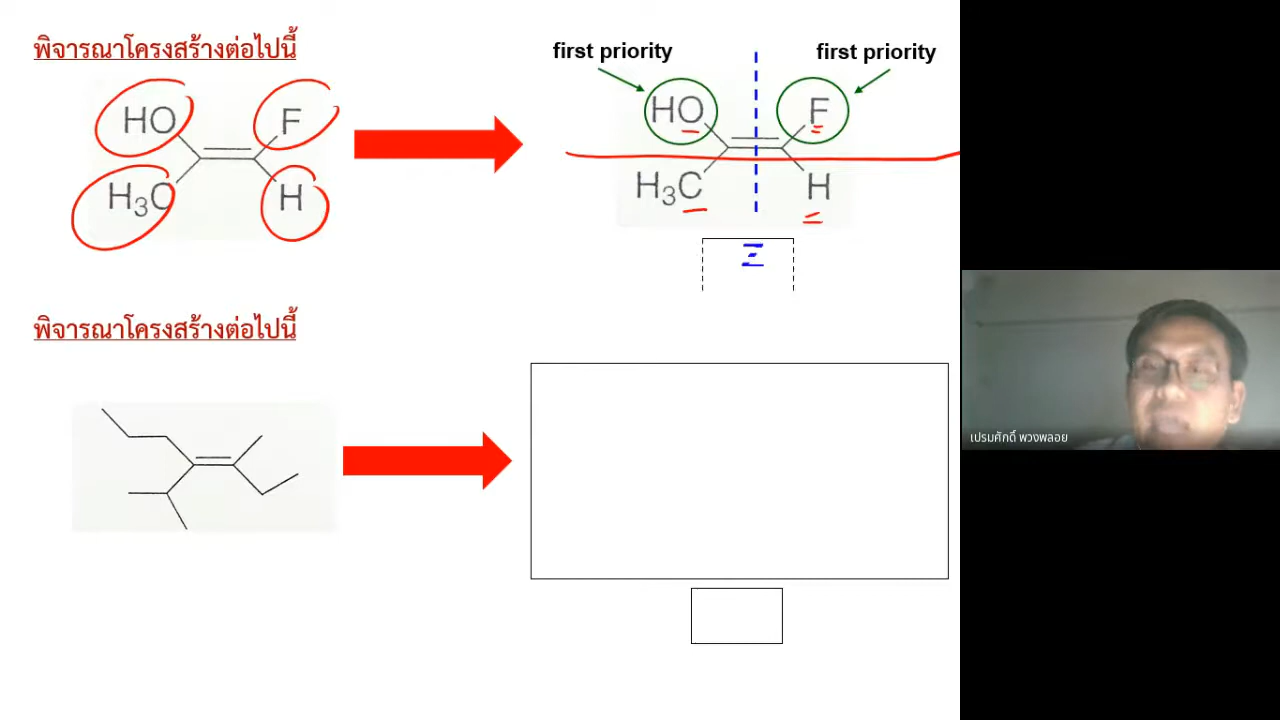 พิจารณาโครงสร้างต่อไปนี้
HO
F
H3C
H
first priority
first priority
HO
F
H3C
H
Z
พิจารณาโครงสร้างต่อไปนี้
เปรมศักดิ์ พวงพลอย